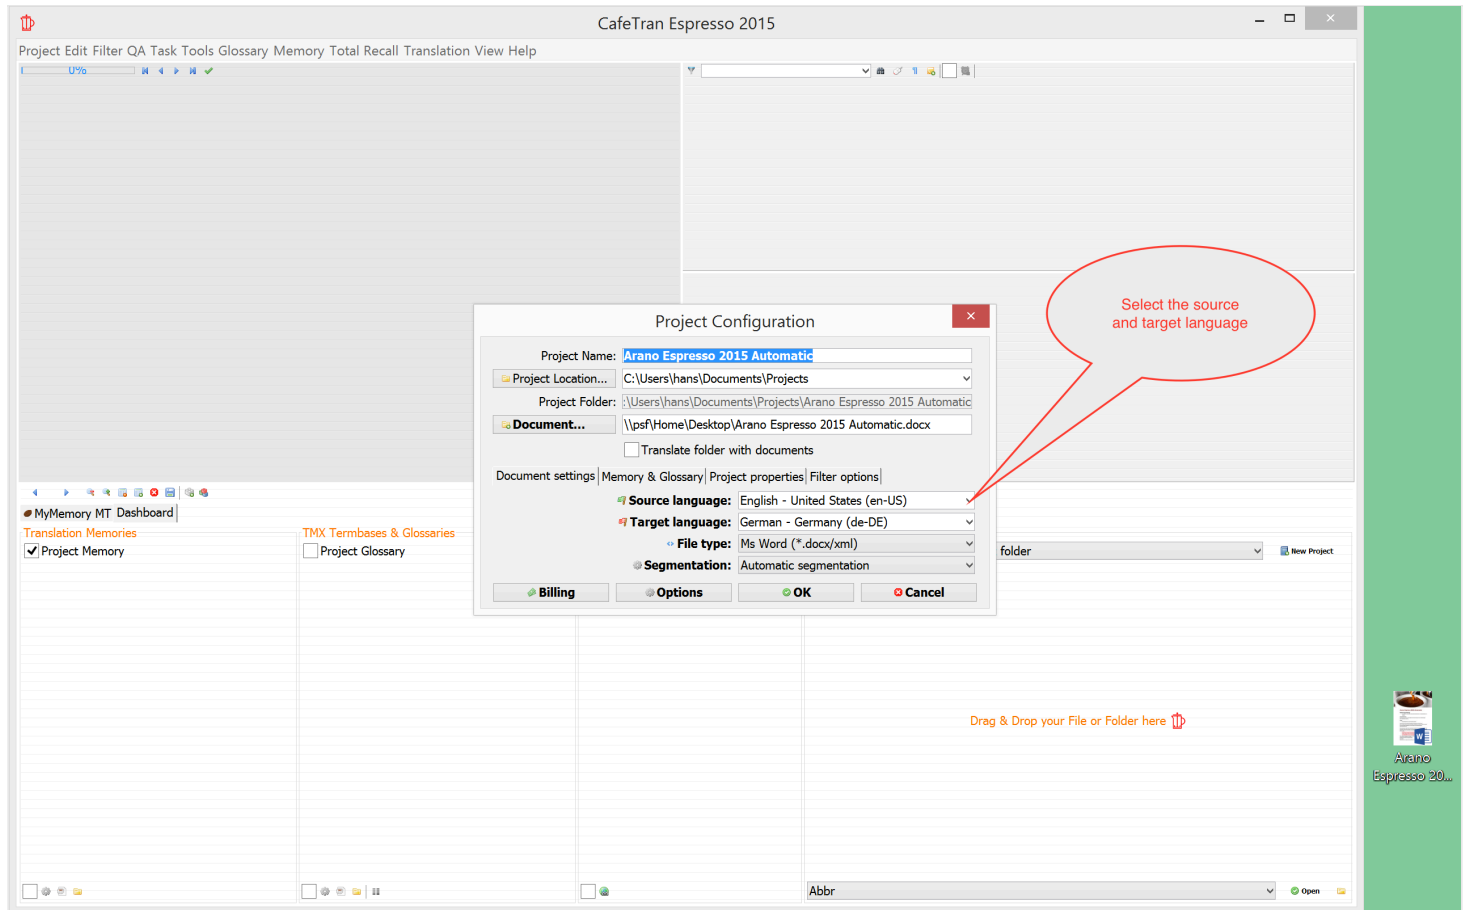 CafeTran Espresso 2015
Project Edit Filter QA Task Tools Glossary Memory Total Recall Translation View Help
0%
Select the source
and target language
Project Configuration
Project Name: Arano Espresso 2015 Automatic
Project Location... C:\Users\hans\Documents\Projects
Project Folder: :\Users\hans\Documents\Projects\Arano Espresso 2015 Automatic
Document... \\psf\Home\Desktop\Arano Espresso 2015 Automatic.docx
Translate folder with documents
Document settings Memory & Glossary Project properties Filter options
Source language: English - United States (en-US)
Target language: German - Germany (de-DE)
File type: Ms Word (*.docx/xml)
Segmentation: Automatic segmentation
Billing Options OK Cancel
MyMemory MT Dashboard
Translation Memories TMX Termbases & Glossaries
Project Memory Project Glossary folder New Project
Drag & Drop your File or Folder here
Arano
Espresso 20...
Abbr Open